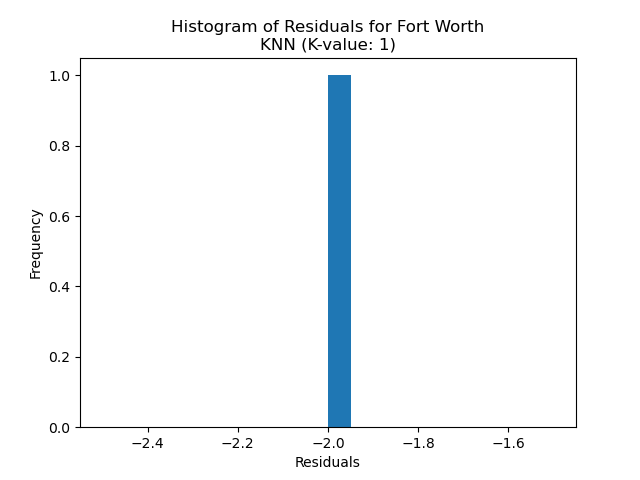 Histogram of Residuals for Fort Worth
KNN (K-value: 1)
1.0
0.8
0.6
0.4
0.2
0.0
Frequency
−2.4
−2.2
−2.0
−1.8
−1.6
Residuals